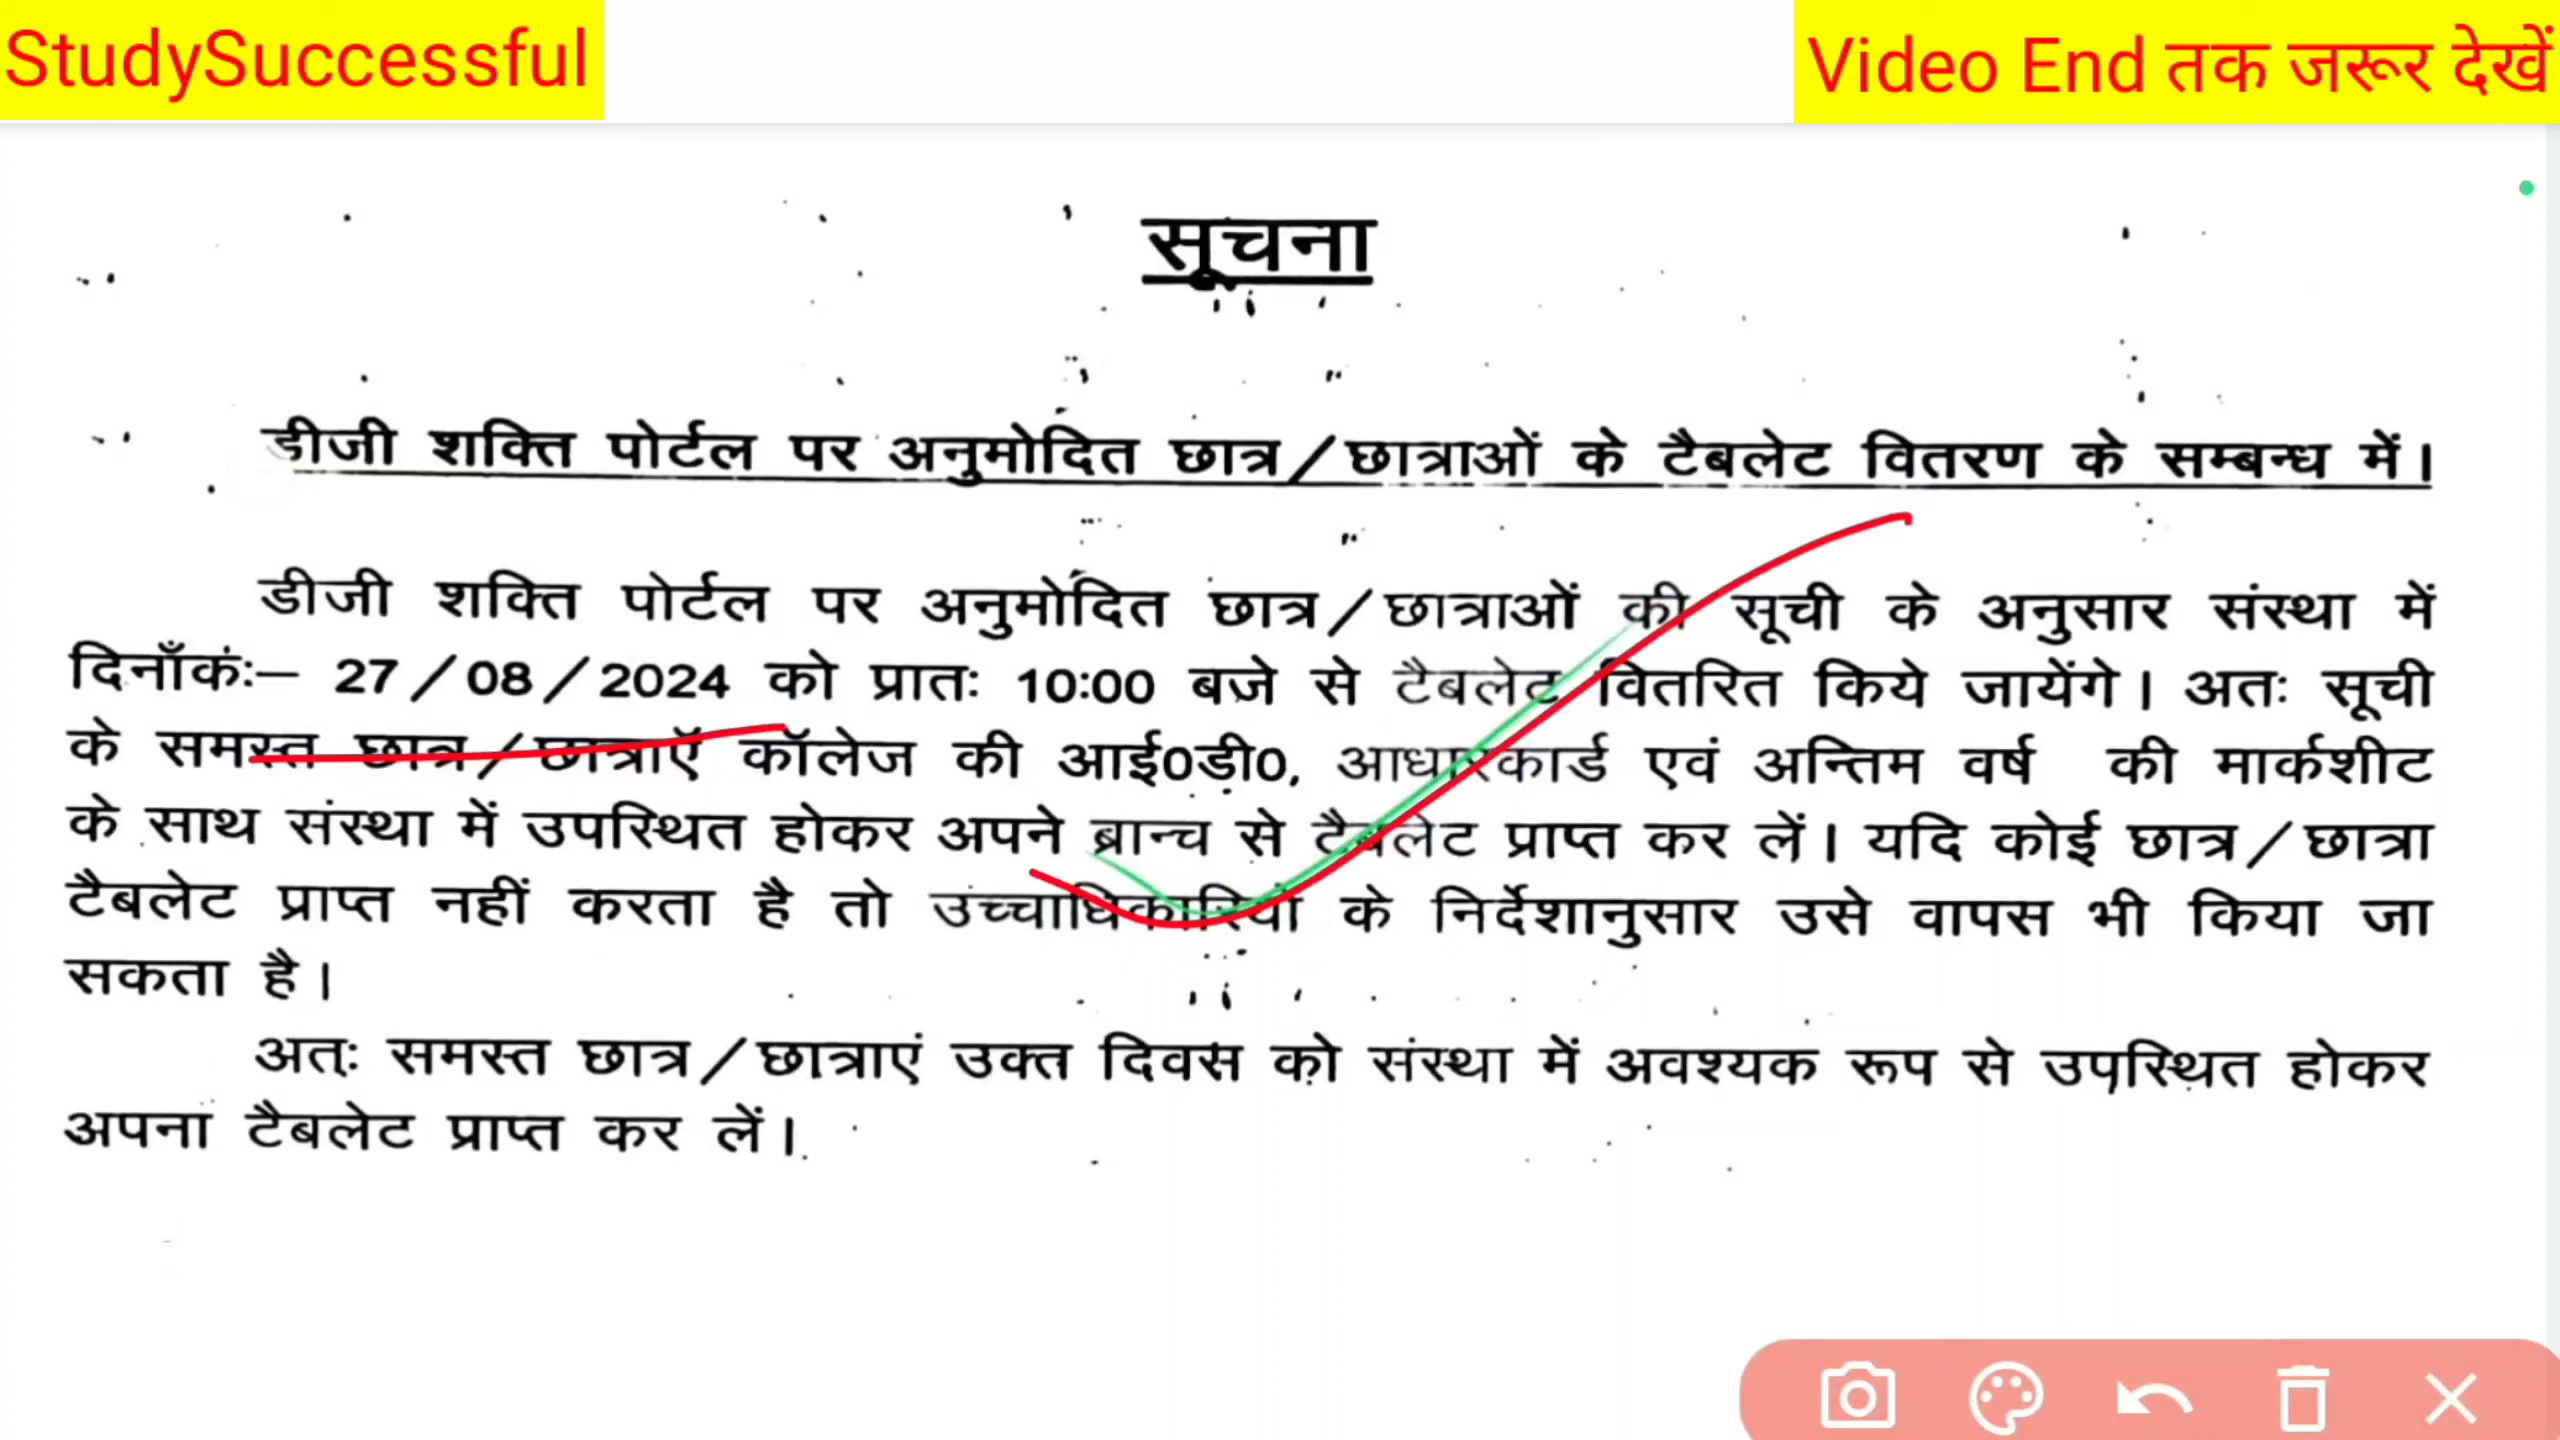 StudySuccessful
Video End तक जरूर देखें
सूचना
डीजी शक्ति पोर्टल पर अनुमोदित छात्र/छात्राओं के टैबलेट वितरण के सम्बन्ध में।
डीजी शक्ति पोर्टल पर अनुमोदित छात्र/छात्राओं की सूची के अनुसार संस्था में
दिनाँकः– 27/08/2024 को प्रातः 10:00 बजे से टैबलेट वितरित किये जायेंगे। अतः सूची
के समस्त छात्र/छात्राऍ कॉलेज की आई0डी0, आधारकार्ड एवं अन्तिम वर्ष की मार्कशीट
के साथ संस्था में उपस्थित होकर अपने ब्रान्च से टैबलेट प्राप्त कर लें। यदि कोई छात्र/छात्रा
टैबलेट प्राप्त नहीं करता है तो उच्चाधिकारियों के निर्देशानुसार उसे वापस भी किया जा
सकता है।
अतः समस्त छात्र/छात्राएं उक्त दिवस को संस्था में अवश्यक रूप से उपस्थित होकर
अपना टैबलेट प्राप्त कर लें।